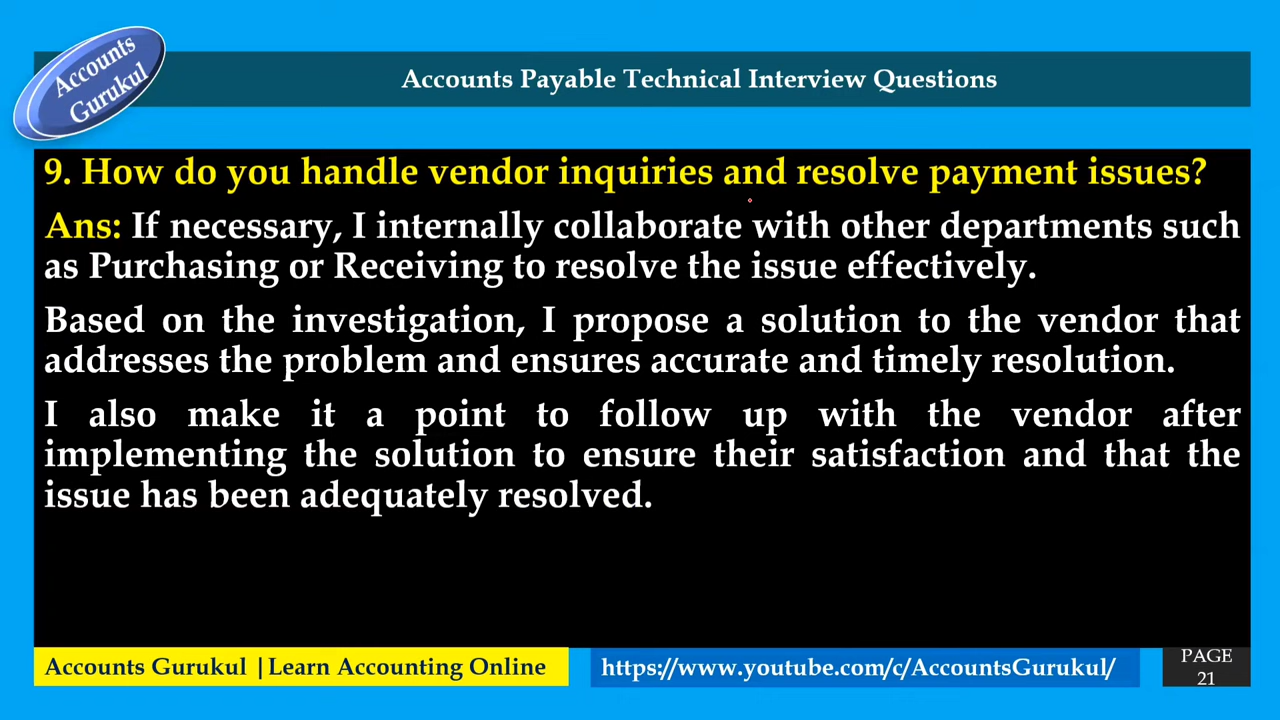 Accounts
Gurukul
Accounts Payable Technical Interview Questions
9. How do you handle vendor inquiries and resolve payment issues?
Ans: If necessary, I internally collaborate with other departments such
as Purchasing or Receiving to resolve the issue effectively.
Based on the investigation, I propose a solution to the vendor that
addresses the problem and ensures accurate and timely resolution.
I also make it a point to follow up with the vendor after
implementing the solution to ensure their satisfaction and that the
issue has been adequately resolved.
Accounts Gurukul |Learn Accounting Online
https://www.youtube.com/c/AccountsGurukul/
PAGE
21